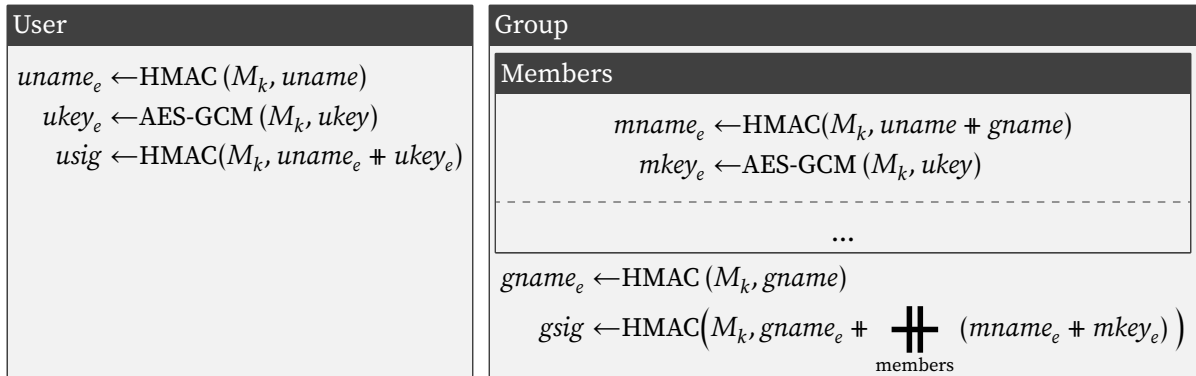 User
uname_e ←HMAC (M_k, uname)
ukey_e ←AES-GCM (M_k, ukey)
usig ←HMAC(M_k, uname_e ⧺ ukey_e)
Group
Members
mname_e ←HMAC(M_k, uname ⧺ gname)
mkey_e ←AES-GCM (M_k, ukey)
...
gname_e ←HMAC (M_k, gname)
gsig ←HMAC(M_k, gname_e ⧺ ⧺ (mname_e ⧺ mkey_e))
members